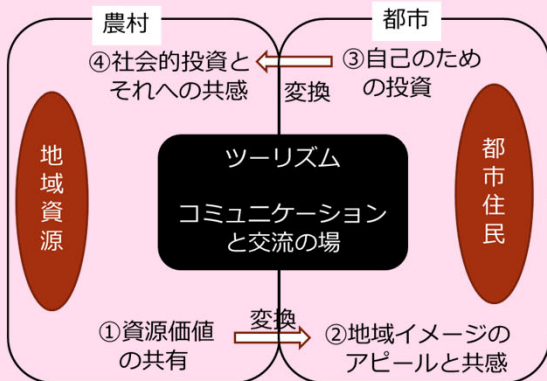 農村
都市
④社会的投資と
それへの共感
変換
③自己のため
の投資
地域資源
ツーリズム
コミュニケーション
と交流の場
都市住民
①資源価値
の共有
変換
②地域イメージの
アピールと共感